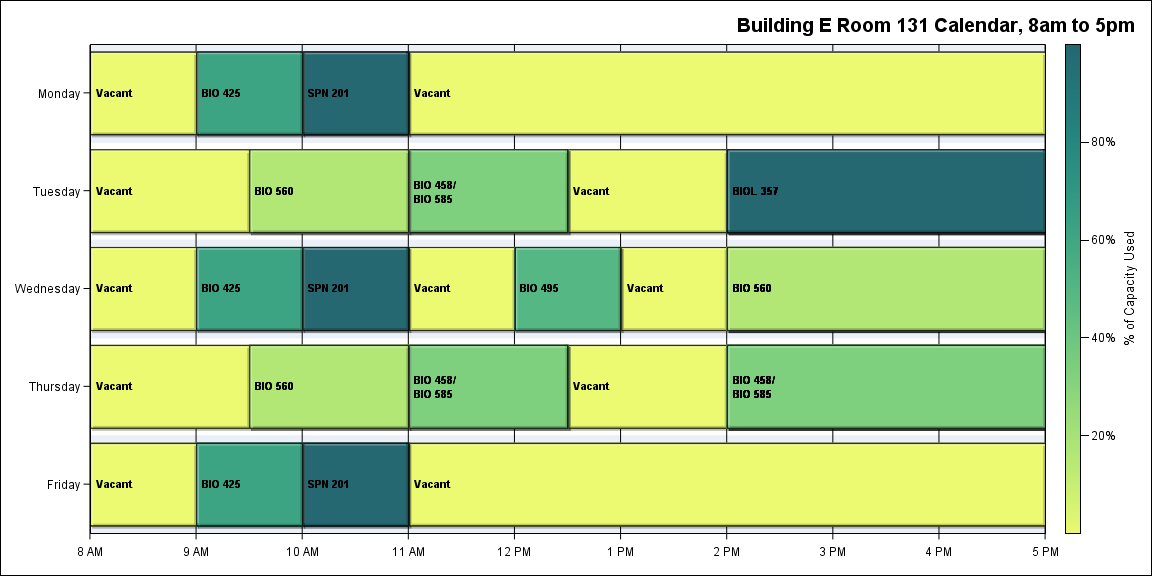 Building E Room 131 Calendar, 8am to 5pm
Monday
Vacant
BIO 425
SPN 201
Vacant
Tuesday
Vacant
BIO 560
BIO 458/
BIO 585
Vacant
BIOL 357
Wednesday
Vacant
BIO 425
SPN 201
Vacant
BIO 495
Vacant
BIO 560
Thursday
Vacant
BIO 560
BIO 458/
BIO 585
Vacant
BIO 458/
BIO 585
Friday
Vacant
BIO 425
SPN 201
Vacant
8 AM
9 AM
10 AM
11 AM
12 PM
1 PM
2 PM
3 PM
4 PM
5 PM
80%
60%
40%
20%
% of Capacity Used